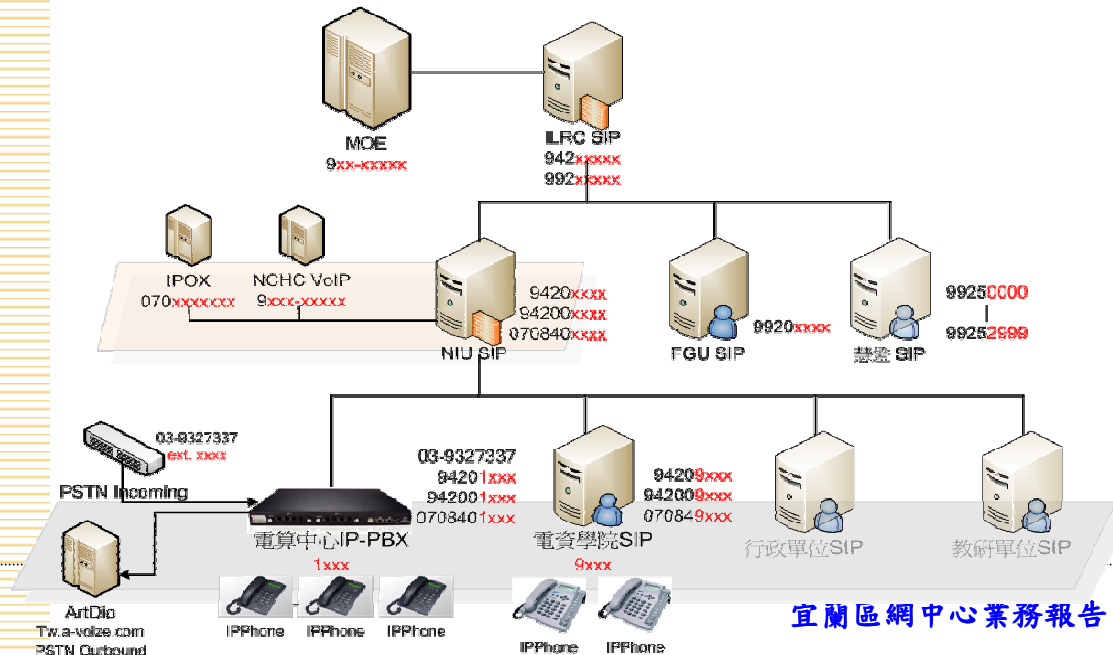 MOE
9xx-xxxxx
ILRC SIP
942xxxxx
992xxxxx
IPOX
070xxxxxxx
NCHC VoIP
9xxx-xxxxx
9420xxxx
94200xxxx
070840xxxx
NIU SIP
9920xxxx
FGU SIP
99250000
|
99252999
慧燈 SIP
03-9327337
ext. xxxx
PSTN Incoming
03-9327337
94201xxx
942001xxx
0708401xxx
94209xxx
942009xxx
070849xxx
電算中心IP-PBX
1xxx
電資學院SIP
9xxx
行政單位SIP
教研單位SIP
ArtDio
Tw.a-voize.com
PSTN Outbound
IPPhone
IPPhone
IPPhone
IPPhone
IPPhone
宜蘭區網中心業務報告